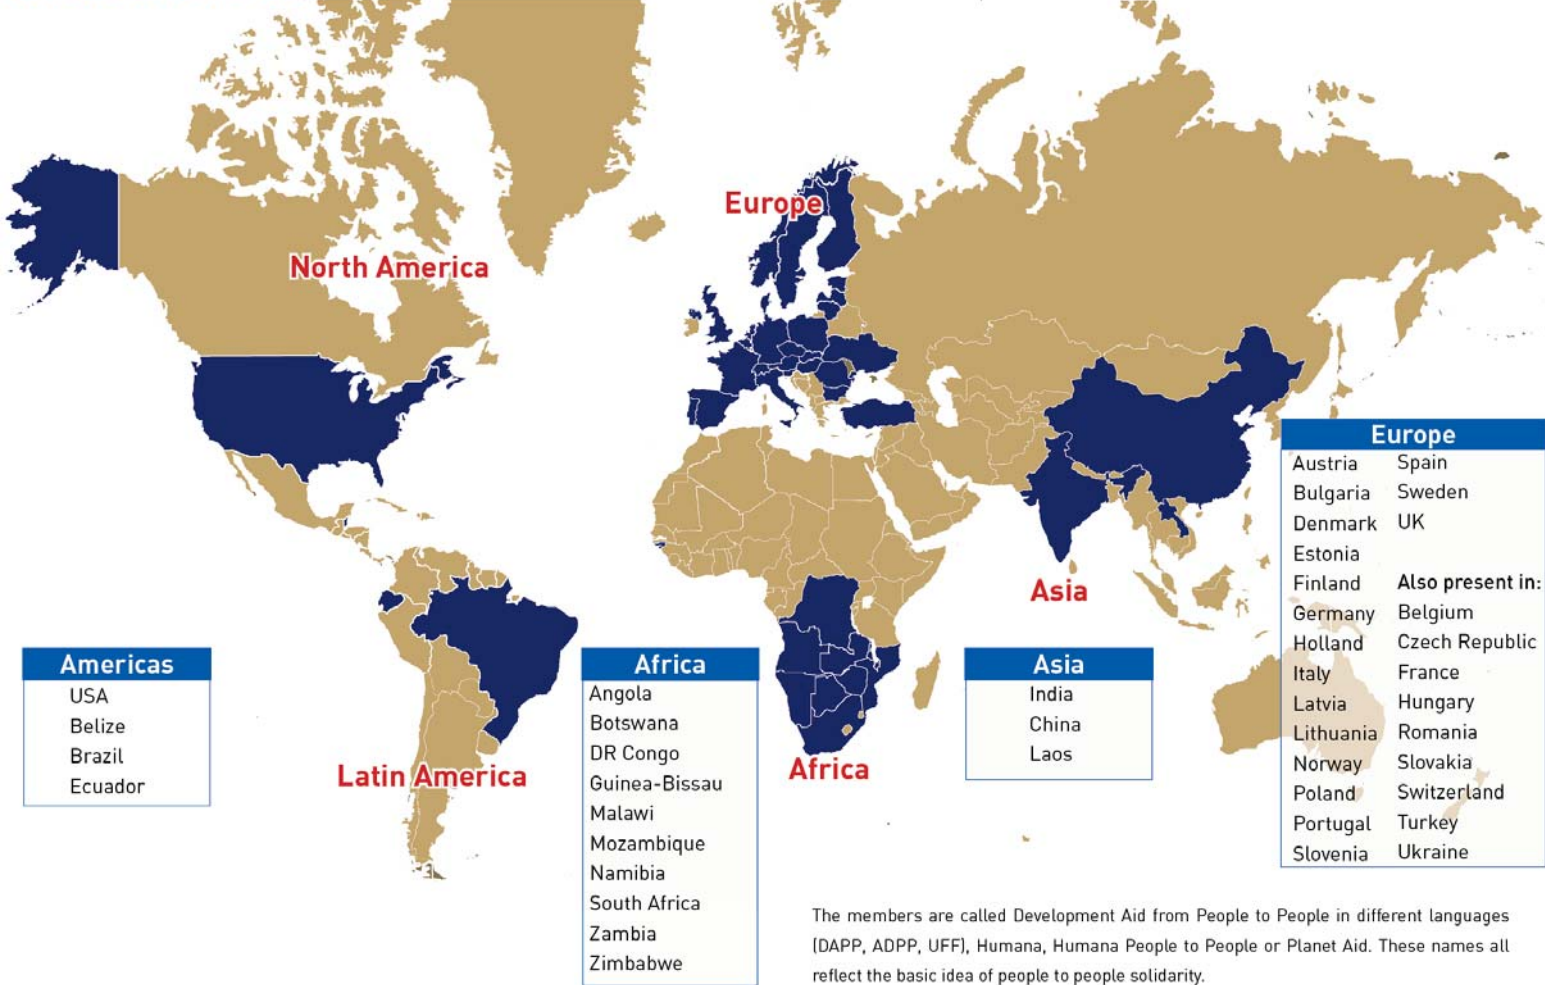 Europe
North America
Asia
Latin America
Africa
Americas
USA
Belize
Brazil
Ecuador
Africa
Angola
Botswana
DR Congo
Guinea-Bissau
Malawi
Mozambique
Namibia
South Africa
Zambia
Zimbabwe
Asia
India
China
Laos
Europe
Austria
Bulgaria
Denmark
Estonia
Finland
Germany
Holland
Italy
Latvia
Lithuania
Norway
Poland
Portugal
Slovenia
Spain
Sweden
UK
Also present in:
Belgium
Czech Republic
France
Hungary
Romania
Slovakia
Switzerland
Turkey
Ukraine
The members are called Development Aid from People to People in different languages
(DAPP, ADPP, UFF), Humana, Humana People to People or Planet Aid. These names all
reflect the basic idea of people to people solidarity.